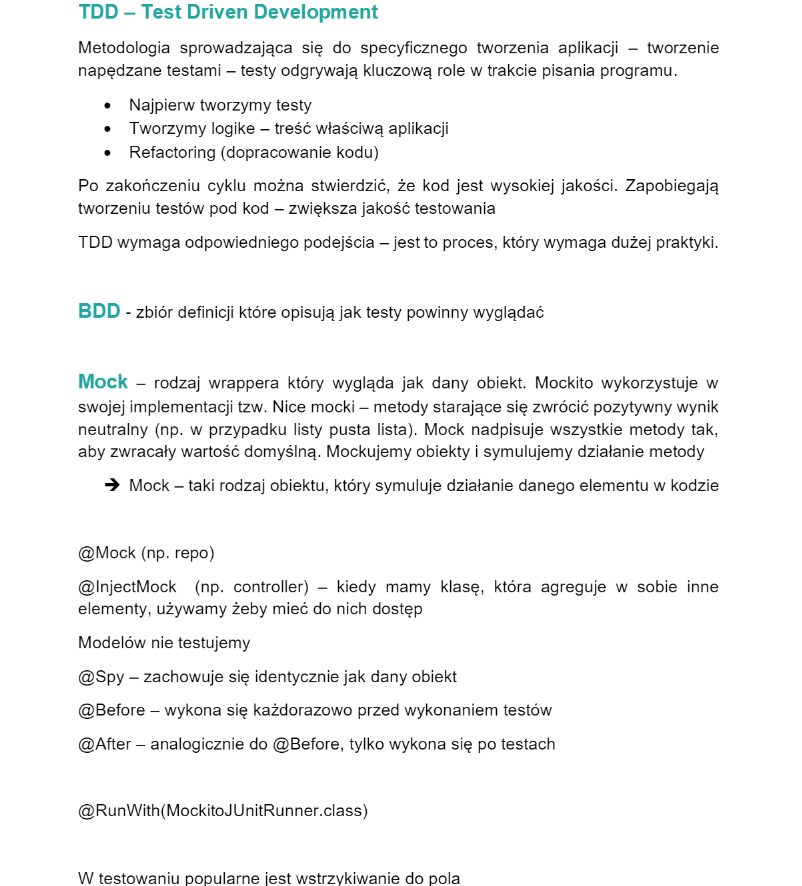 TDD – Test Driven Development
Metodologia sprowadzająca się do specyficznego tworzenia aplikacji – tworzenie
napędzane testami – testy odgrywają kluczową role w trakcie pisania programu.
• Najpierw tworzymy testy
• Tworzymy logike – treść właściwą aplikacji
• Refactoring (dopracowanie kodu)
Po zakończeniu cyklu można stwierdzić, że kod jest wysokiej jakości. Zapobiegają
tworzeniu testów pod kod – zwiększa jakość testowania
TDD wymaga odpowiedniego podejścia – jest to proces, który wymaga dużej praktyki.
BDD - zbiór definicji które opisują jak testy powinny wyglądać
Mock – rodzaj wrappera który wygląda jak dany obiekt. Mockito wykorzystuje w
swojej implementacji tzw. Nice mocki – metody starające się zwrócić pozytywny wynik
neutralny (np. w przypadku listy pusta lista). Mock nadpisuje wszystkie metody tak,
aby zwracały wartość domyślną. Mockujemy obiekty i symulujemy działanie metody
➔ Mock – taki rodzaj obiektu, który symuluje działanie danego elementu w kodzie
@Mock (np. repo)
@InjectMock (np. controller) – kiedy mamy klasę, która agreguje w sobie inne
elementy, używamy żeby mieć do nich dostęp
Modelów nie testujemy
@Spy – zachowuje się identycznie jak dany obiekt
@Before – wykona się każdorazowo przed wykonaniem testów
@After – analogicznie do @Before, tylko wykona się po testach
@RunWith(MockitoJUnitRunner.class)
W testowaniu popularne jest wstrzykiwanie do pola